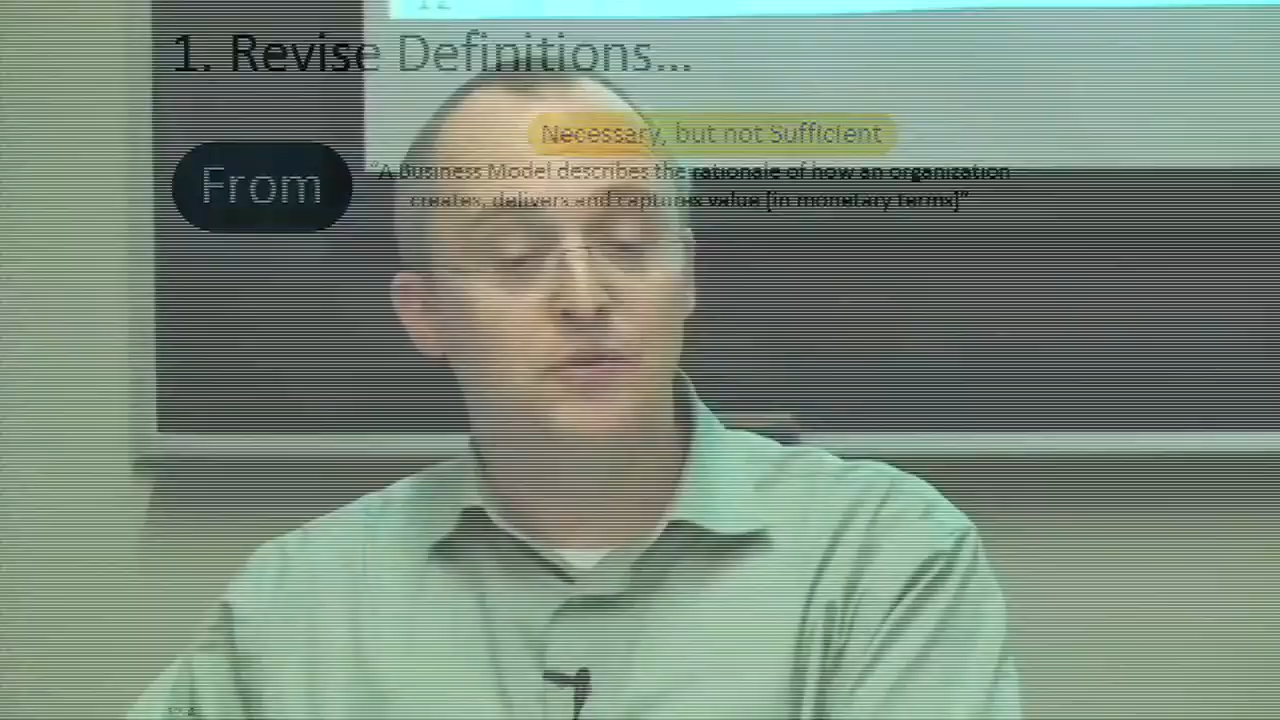 1. Revise Definitions...
Necessary, but not Sufficient
From
“A Business Model describes the rationale of how an organization
creates, delivers and captures value [in monetary terms]”